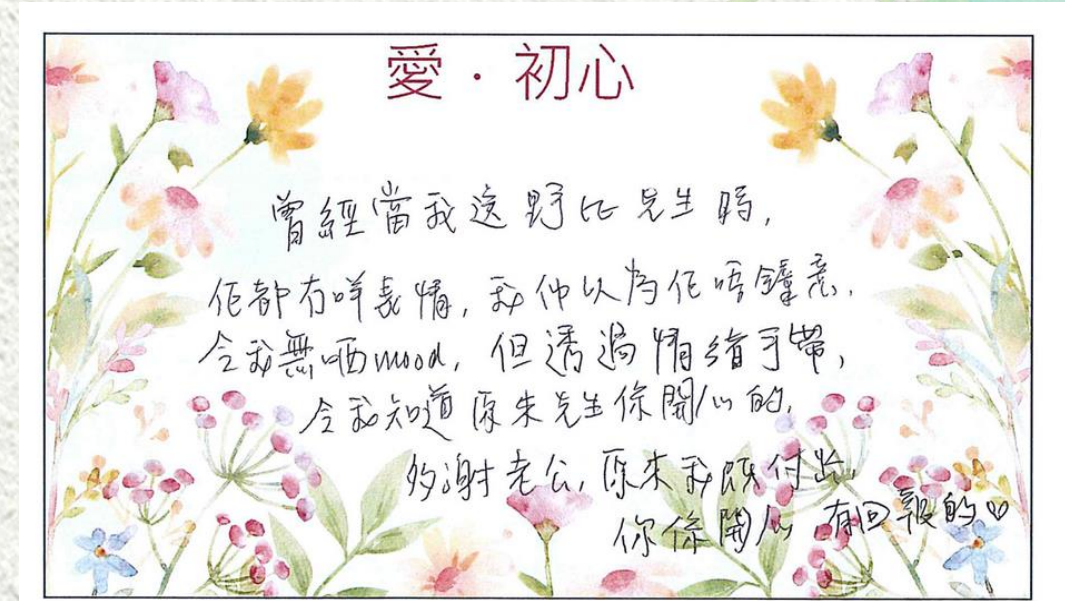 愛·初心
曾經當我送野比先生時,
佢都冇咩表情, 我仲以為佢唔鐘意,
令我無哂mood, 但透過情緒手帶,
令我知道原來先生係開心的,
多謝老公, 原來我既付出,
你係開心 有回報的♡